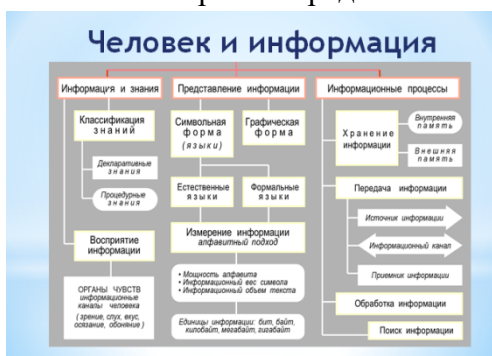 Человек и информация
Информация и знания
Классификация
знаний
Декларативные
знания
Процедурные
знания
Восприятие
информации
ОРГАНЫ ЧУВСТВ
информационные
каналы человека
(зрение, слух, вкус,
осязание, обоняние)
Представление информации
Символьная
форма
(языки)
Графическая
форма
Естественные
языки
Формальные
языки
Измерение информации
алфавитный подход
• Мощность алфавита
• Информационный вес символа
• Информационный объем текста
Единицы информации: бит, байт,
килобайт, мегабайт, гигабайт
Информационные процессы
Хранение
информации
Внутренняя
память
Внешняя
память
Передача информации
Источник информации
Информационный канал
Приемник информации
Обработка информации
Поиск информации